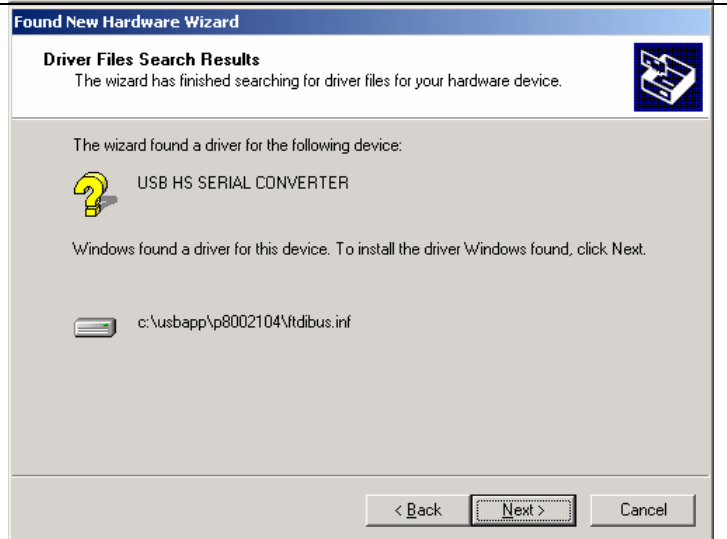 Found New Hardware Wizard
Driver Files Search Results
The wizard has finished searching for driver files for your hardware device.
The wizard found a driver for the following device:
USB HS SERIAL CONVERTER
Windows found a driver for this device. To install the driver Windows found, click Next.
c:\usbapp\p8002104\ftdibus.inf
< Back Next > Cancel